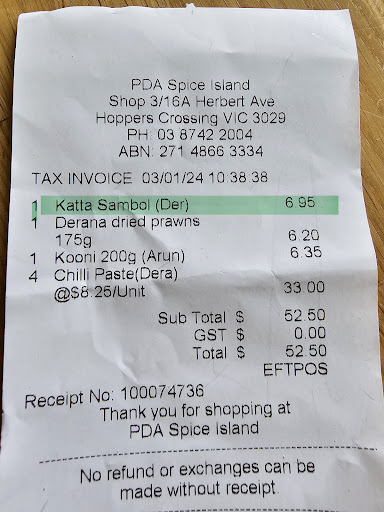 PDA Spice Island
Shop 3/16A Herbert Ave
Hoppers Crossing VIC 3029
PH: 03 8742 2004
ABN: 271 4866 3334
TAX INVOICE 03/01/24 10:38:38
1 Katta Sambol (Der) 6.95
1 Derana dried prawns
175g 6.20
1 Kooni 200g (Arun) 6.35
4 Chilli Paste(Dera)
@$8.25/Unit 33.00
Sub Total $ 52.50
GST $ 0.00
Total $ 52.50
EFTPOS
Receipt No: 100074736
Thank you for shopping at
PDA Spice Island
No refund or exchanges can be
made without receipt